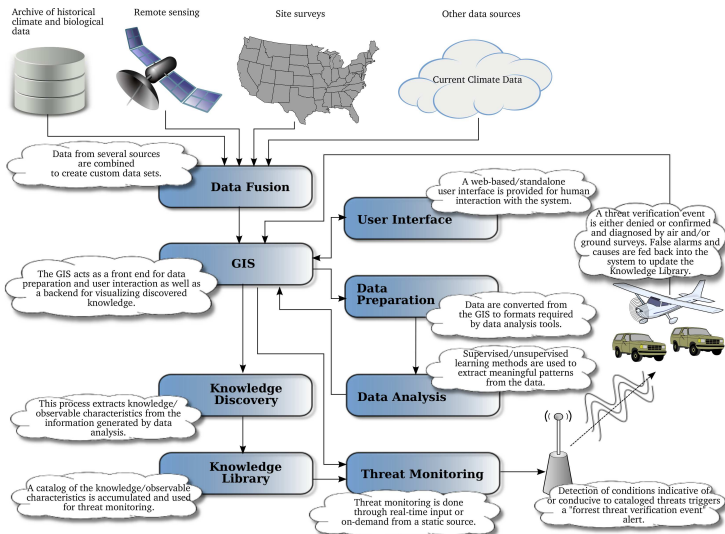 Archive of historical
climate and biological
data
Remote sensing
Site surveys
Other data sources
Current Climate Data
Data from several sources
are combined
to create custom data sets.
Data Fusion
A web-based/standalone
user interface is provided for human
interaction with the system.
User Interface
A threat verification event
is either denied or confirmed
and diagnosed by air and/or
ground surveys. False alarms and
causes are fed back into the
system to update the
Knowledge Library.
GIS
The GIS acts as a front end for data
preparation and user interaction as well as
a backend for visualizing discovered
knowledge.
Data
Preparation
Data are converted from
the GIS to formats required
by data analysis tools.
Supervised/unsupervised
learning methods are used to
extract meaningful patterns
from the data.
Data Analysis
Knowledge
Discovery
This process extracts knowledge/
observable characteristics from the
information generated by data
analysis.
Knowledge
Library
A catalog of the knowledge/observable
characteristics is accumulated and used
for threat monitoring.
Threat Monitoring
Threat monitoring is done
through real-time input or
on-demand from a static source.
Detection of conditions indicative of
or conducive to cataloged threats triggers
a "forrest threat verification event"
alert.